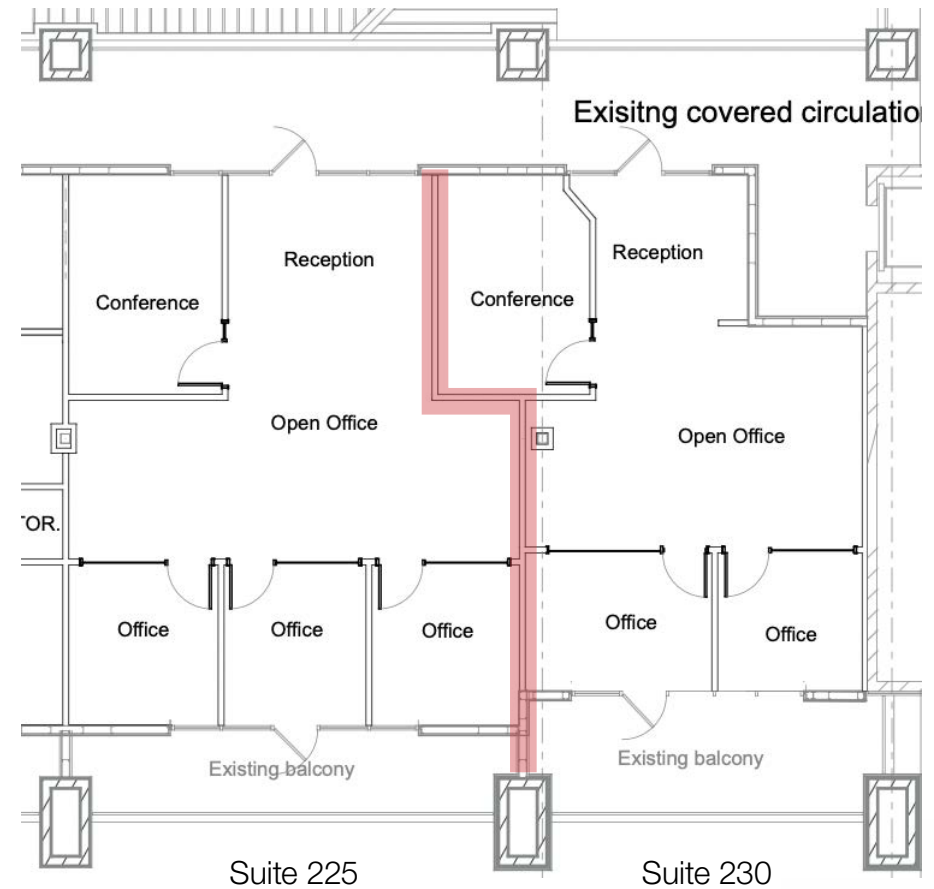 Exisitng covered circulatio
Reception
Reception
Conference
Conference
Open Office
Open Office
TOR.
Office
Office
Office
Office
Office
Existing balcony
Existing balcony
Suite 225
Suite 230